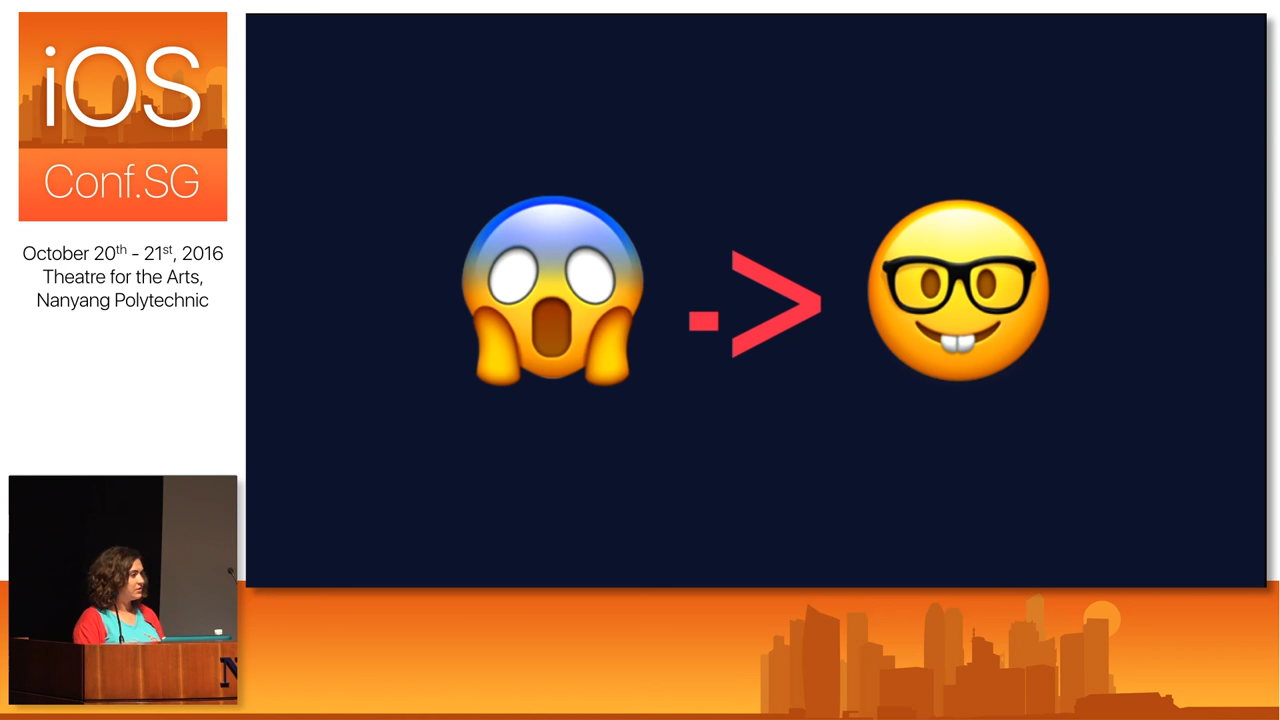 iOS
Conf.SG
October 20th - 21st, 2016
Theatre for the Arts,
Nanyang Polytechnic
->
N